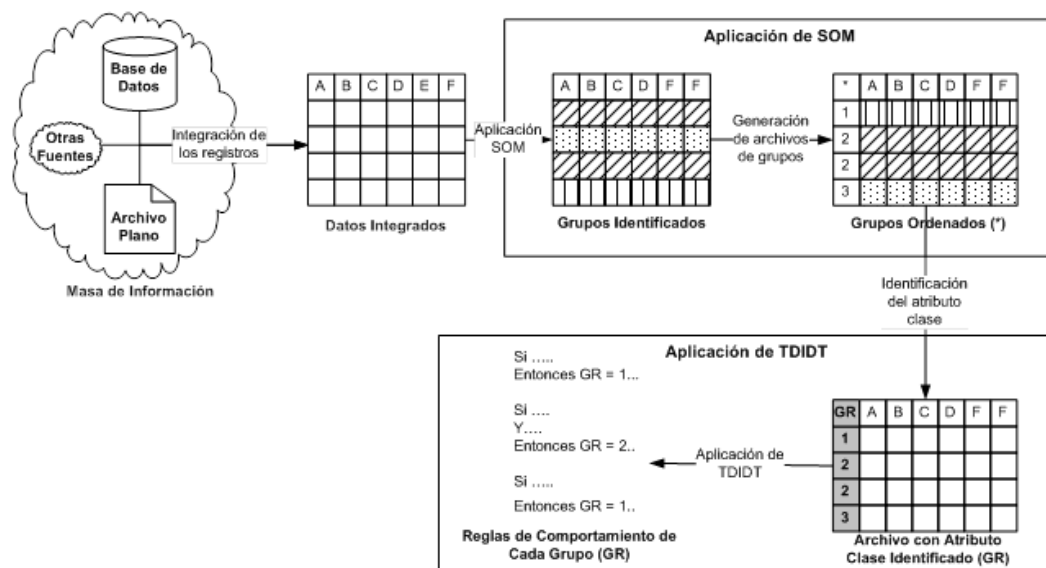 Aplicación de SOM
Base de
Datos
Otras
Fuentes
Archivo
Plano
Masa de Información
Integración de
los registros
A B C D E F
Datos Integrados
Aplicación
SOM
A B C D F F
Grupos Identificados
Generación
de archivos
de grupos
* A B C D F F
1
2
2
3
Grupos Ordenados (*)
Identificación
del atributo
clase
Aplicación de TDIDT
GR A B C D F F
1
2
2
3
Archivo con Atributo
Clase Identificado (GR)
Aplicación de
TDIDT
Si .....
Entonces GR = 1...
Si ....
Y....
Entonces GR = 2..
Si .....
Entonces GR = 1..
Reglas de Comportamiento de
Cada Grupo (GR)